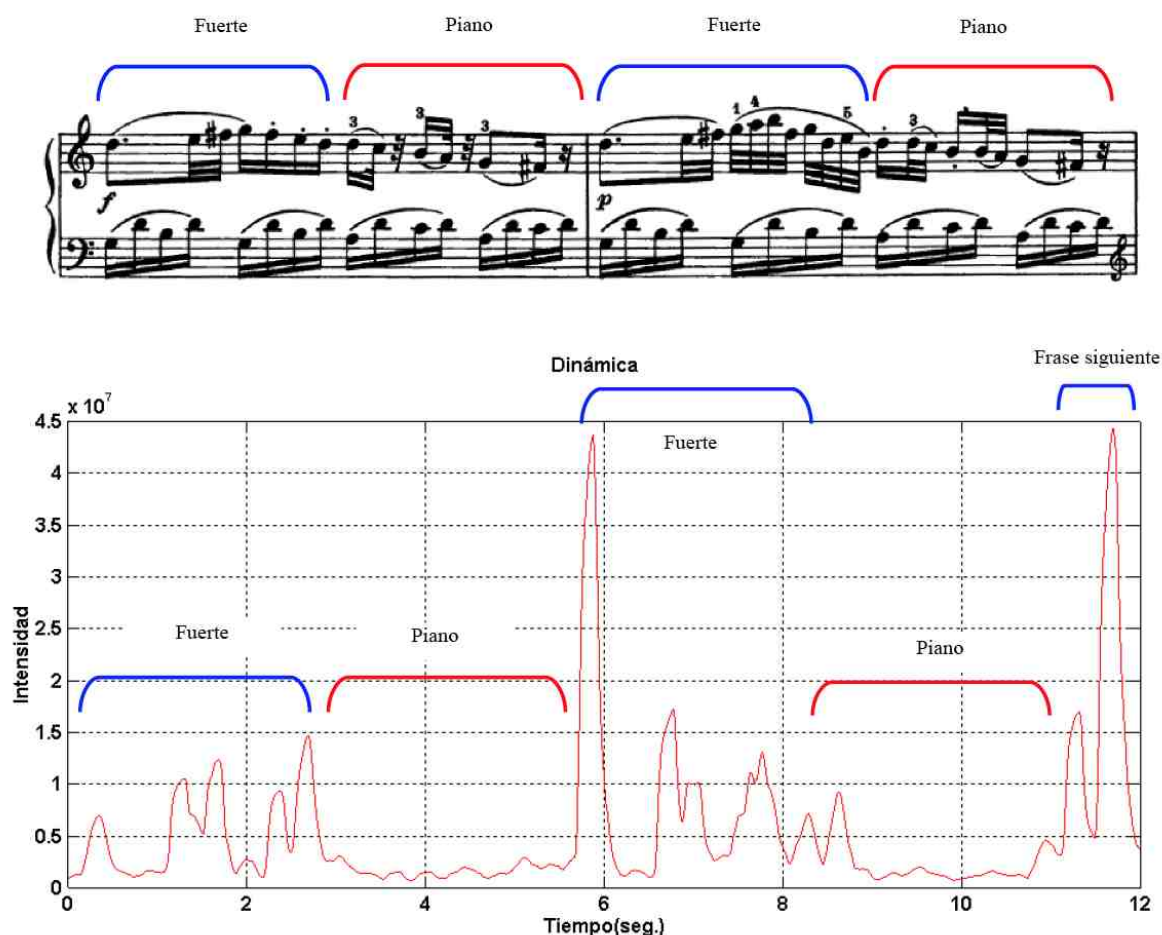 Fuerte Piano Fuerte Piano
3 3 3 1 4 5 3
f p
Dinámica
Frase siguiente
x 10⁷
4.5
Fuerte
4
3.5
3
2.5
Fuerte Piano Piano
2
1.5
1
0.5
0
Intensidad
0 2 4 6 8 10 12
Tiempo(seg.)